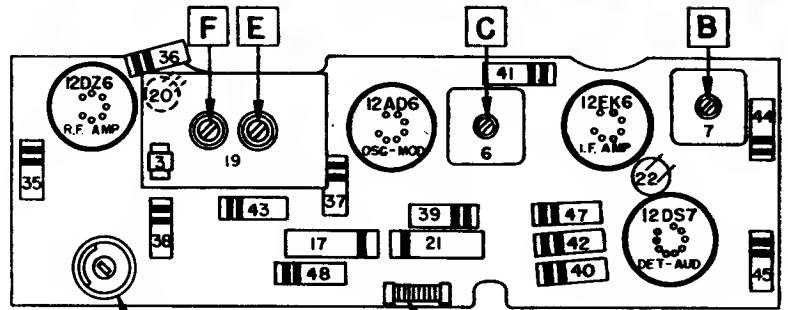 F E C B
36
12DZ6
R.F. AMP
20
3
19
12AD6
OSC-MOD
6
41
12EK6
I.F. AMP
7
44
22
35
38
43
37
39
47
12DS7
DET-AUD
17
21
42
48
40
45